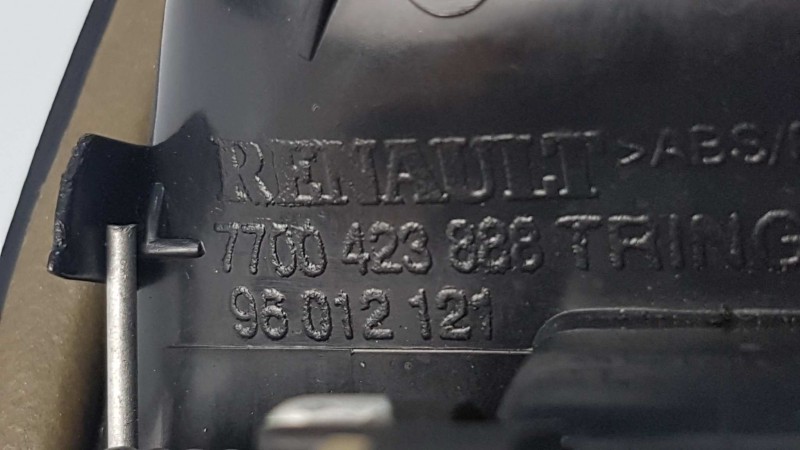 RENAULT >ABS/
7700 423 888 TRING
96 012 121